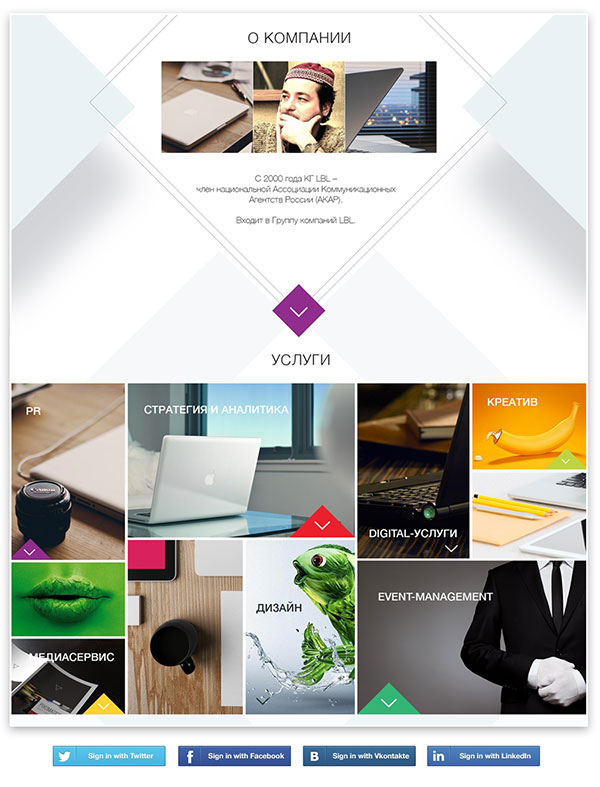 О КОМПАНИИ
С 2000 года КГ LBL –
член национальной Ассоциации Коммуникационных
Агентств России (АКАР).
Входит в Группу компаний LBL.
УСЛУГИ
PR
СТРАТЕГИЯ И АНАЛИТИКА
КРЕАТИВ
DIGITAL-УСЛУГИ
ДИЗАЙН
EVENT-MANAGEMENT
МЕДИАСЕРВИС
Sign in with Twitter
Sign in with Facebook
Sign in with Vkontakte
Sign in with LinkedIn